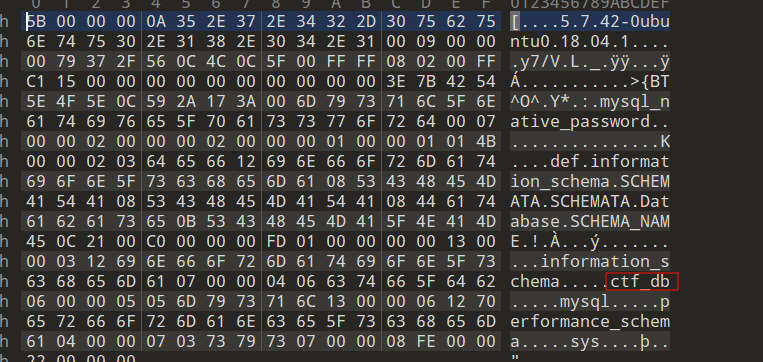 0 1 2 3 4 5 6 7 8 9 A B C D E F 0123456789ABCDEF
h 5B 00 00 00 0A 35 2E 37 2E 34 32 2D 30 75 62 75 [....5.7.42-0ubu
h 6E 74 75 30 2E 31 38 2E 30 34 2E 31 00 09 00 00 ntu0.18.04.1....
h 00 79 37 2F 56 0C 4C 0C 5F 00 FF FF 08 02 00 FF .y7/V.L._.ÿÿ...ÿ
h C1 15 00 00 00 00 00 00 00 00 00 00 3E 7B 42 54 Á...........>{BT
h 5E 4F 5E 0C 59 2A 17 3A 00 6D 79 73 71 6C 5F 6E ^O^.Y*.:.mysql_n
h 61 74 69 76 65 5F 70 61 73 73 77 6F 72 64 00 07 ative_password..
h 00 00 02 00 00 00 02 00 00 00 01 00 00 01 01 4B ...............K
h 00 00 02 03 64 65 66 12 69 6E 66 6F 72 6D 61 74 ....def.informat
h 69 6F 6E 5F 73 63 68 65 6D 61 08 53 43 48 45 4D ion_schema.SCHEM
h 41 54 41 08 53 43 48 45 4D 41 54 41 08 44 61 74 ATA.SCHEMATA.Dat
h 61 62 61 73 65 0B 53 43 48 45 4D 41 5F 4E 41 4D abase.SCHEMA_NAM
h 45 0C 21 00 C0 00 00 00 FD 01 00 00 00 00 13 00 E.!.À...ý.......
h 00 03 12 69 6E 66 6F 72 6D 61 74 69 6F 6E 5F 73 ...information_s
h 63 68 65 6D 61 07 00 00 04 06 63 74 66 5F 64 62 chema.....ctf_db
h 06 00 00 05 05 6D 79 73 71 6C 13 00 00 06 12 70 .....mysql.....p
h 65 72 66 6F 72 6D 61 6E 63 65 5F 73 63 68 65 6D erformance_schem
h 61 04 00 00 07 03 73 79 73 07 00 00 08 FE 00 00 a.....sys....þ..
22 00 00 00 "